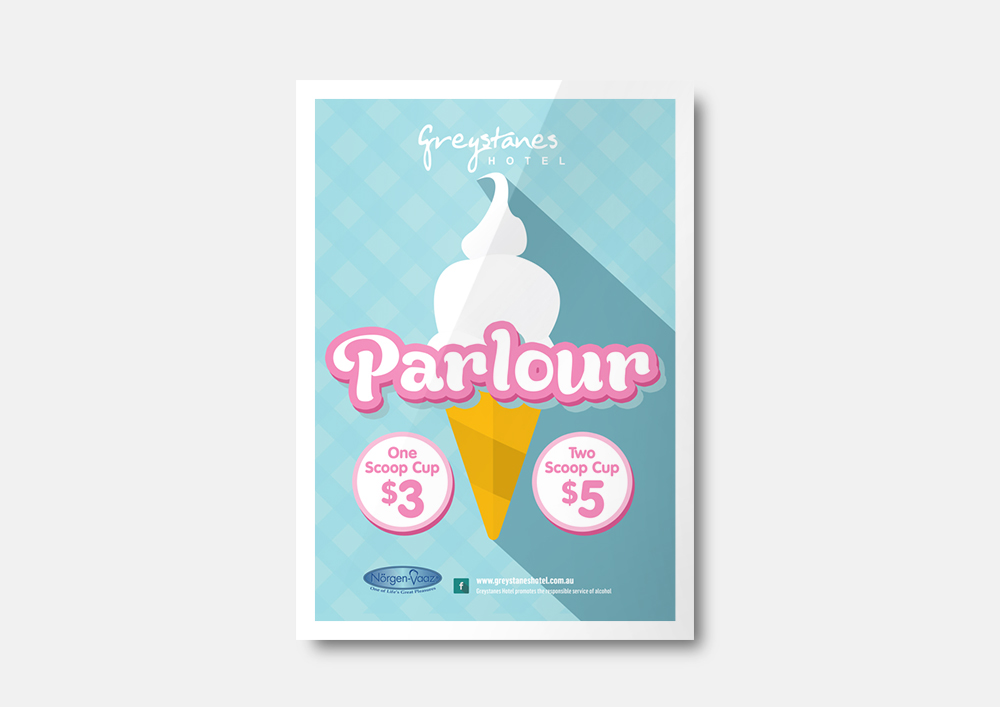 Greystanes
HOTEL
Parlour
One
Scoop Cup
$3
Two
Scoop Cup
$5
Nörgen-Vaaz
One of Life's Great Pleasures
f
www.greystaneshotel.com.au
Greystanes Hotel promotes the responsible service of alcohol